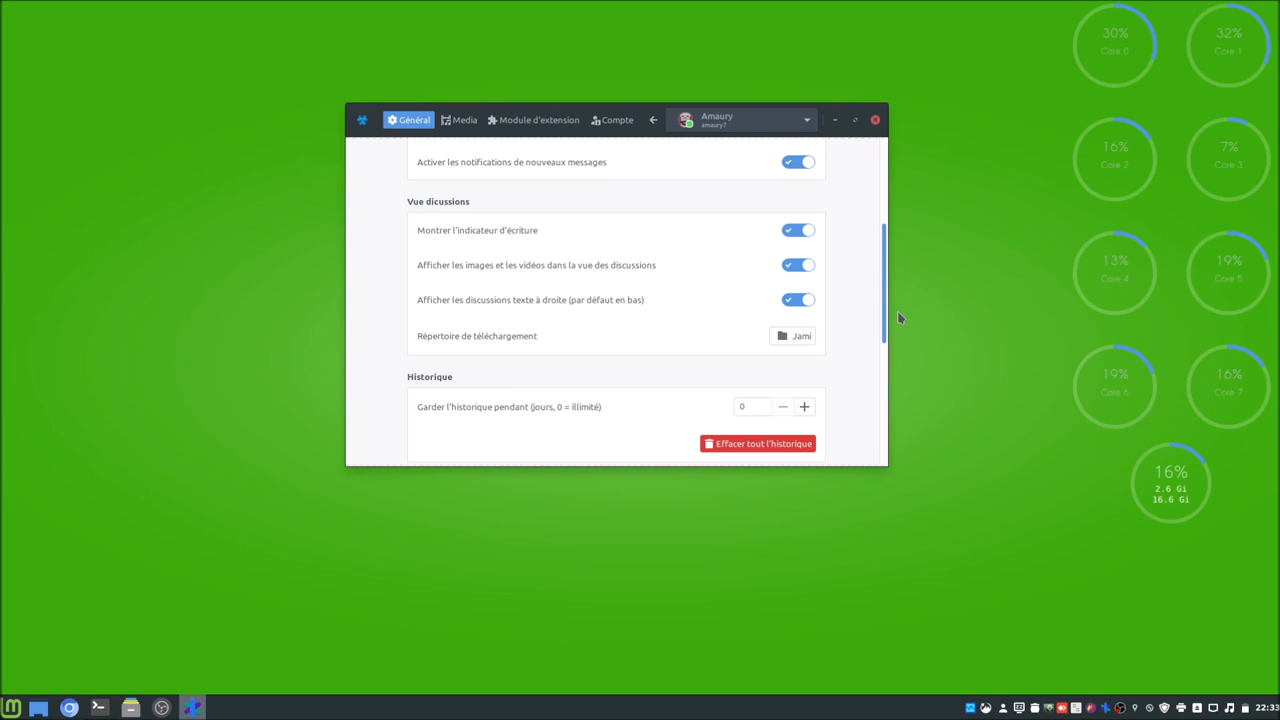 Général
Media
Module d'extension
Compte
Amaury
amaury7
Activer les notifications de nouveaux messages
Vue dicussions
Montrer l'indicateur d'écriture
Afficher les images et les vidéos dans la vue des discussions
Afficher les discussions texte à droite (par défaut en bas)
Répertoire de téléchargement
Jami
Historique
Garder l'historique pendant (jours, 0 = illimité)
0
Effacer tout l'historique
30%
Core 0
32%
Core 1
16%
Core 2
7%
Core 3
13%
Core 4
19%
Core 5
19%
Core 6
16%
Core 7
16%
2.6 Gi
16.6 Gi
22:33